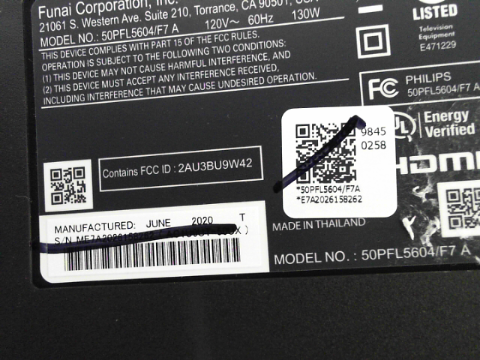 Funai Corporation, Inc.
21061 S. Western Ave. Suite 210, Torrance, CA 90501,
MODEL NO.: 50PFL5604/F7 A 120V~ 60Hz 130W
THIS DEVICE COMPLIES WITH PART 15 OF THE FCC RULES.
OPERATION IS SUBJECT TO THE FOLLOWING TWO CONDITIONS:
(1) THIS DEVICE MAY NOT CAUSE HARMFUL INTERFERENCE, AND
(2) THIS DEVICE MUST ACCEPT ANY INTERFERENCE RECEIVED,
INCLUDING INTERFERENCE THAT MAY CAUSE UNDESIRED OPERATION.
UL
LISTED
Television
Equipment
E471229
FC PHILIPS
50PFL5604/F7 A
UL Energy
Verified
HDMI
Contains FCC ID : 2AU3BU9W42
9845
0258
*50PFL5604/F7A
*E7A2026158262
MANUFACTURED: JUNE 2020 T
S/N
MADE IN THAILAND
MODEL NO. : 50PFL5604/F7 A